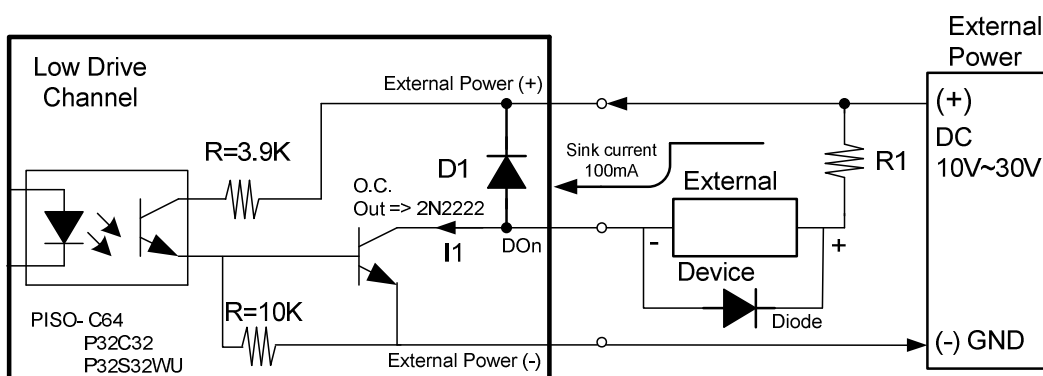 Low Drive
Channel
External Power (+)
External
Power
(+)
DC
10V~30V
R=3.9K
D1
Sink current
100mA
R1
O.C.
Out => 2N2222
External
I1
DOn
-
+
Device
Diode
R=10K
PISO- C64
P32C32
P32S32WU
External Power (-)
(-) GND